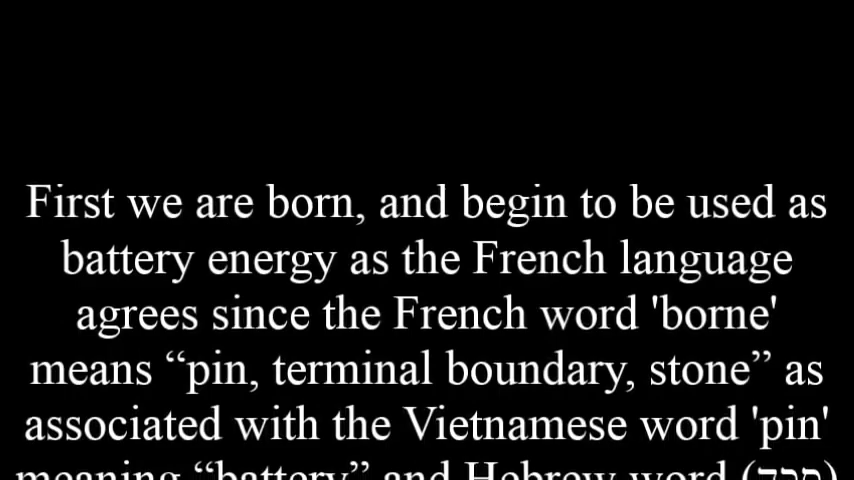 First we are born, and begin to be used as
battery energy as the French language
agrees since the French word 'borne'
means “pin, terminal boundary, stone” as
associated with the Vietnamese word 'pin'
meaning “battery” and Hebrew word